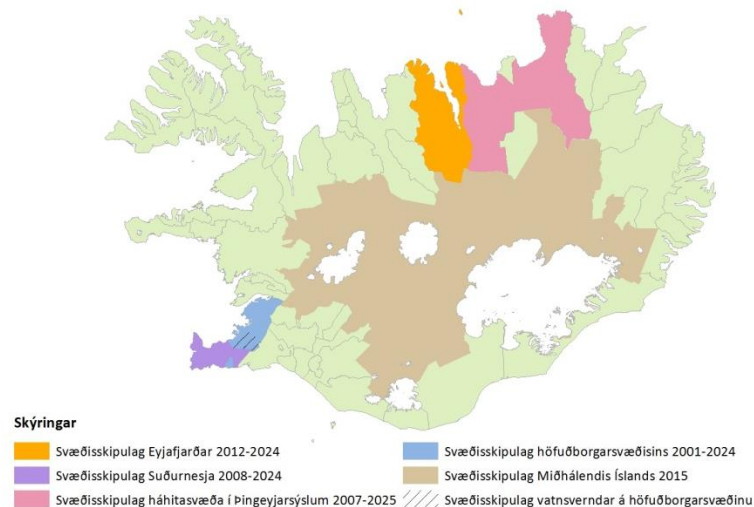 Skýringar
Svæðisskipulag Eyjafjarðar 2012-2024
Svæðisskipulag Suðurnesja 2008-2024
Svæðisskipulag háhitasvæða í Þingeyjarsýslum 2007-2025
Svæðisskipulag höfuðborgarsvæðisins 2001-2024
Svæðisskipulag Miðhálendis Íslands 2015
Svæðisskipulag vatnsverndar á höfuðborgarsvæðinu